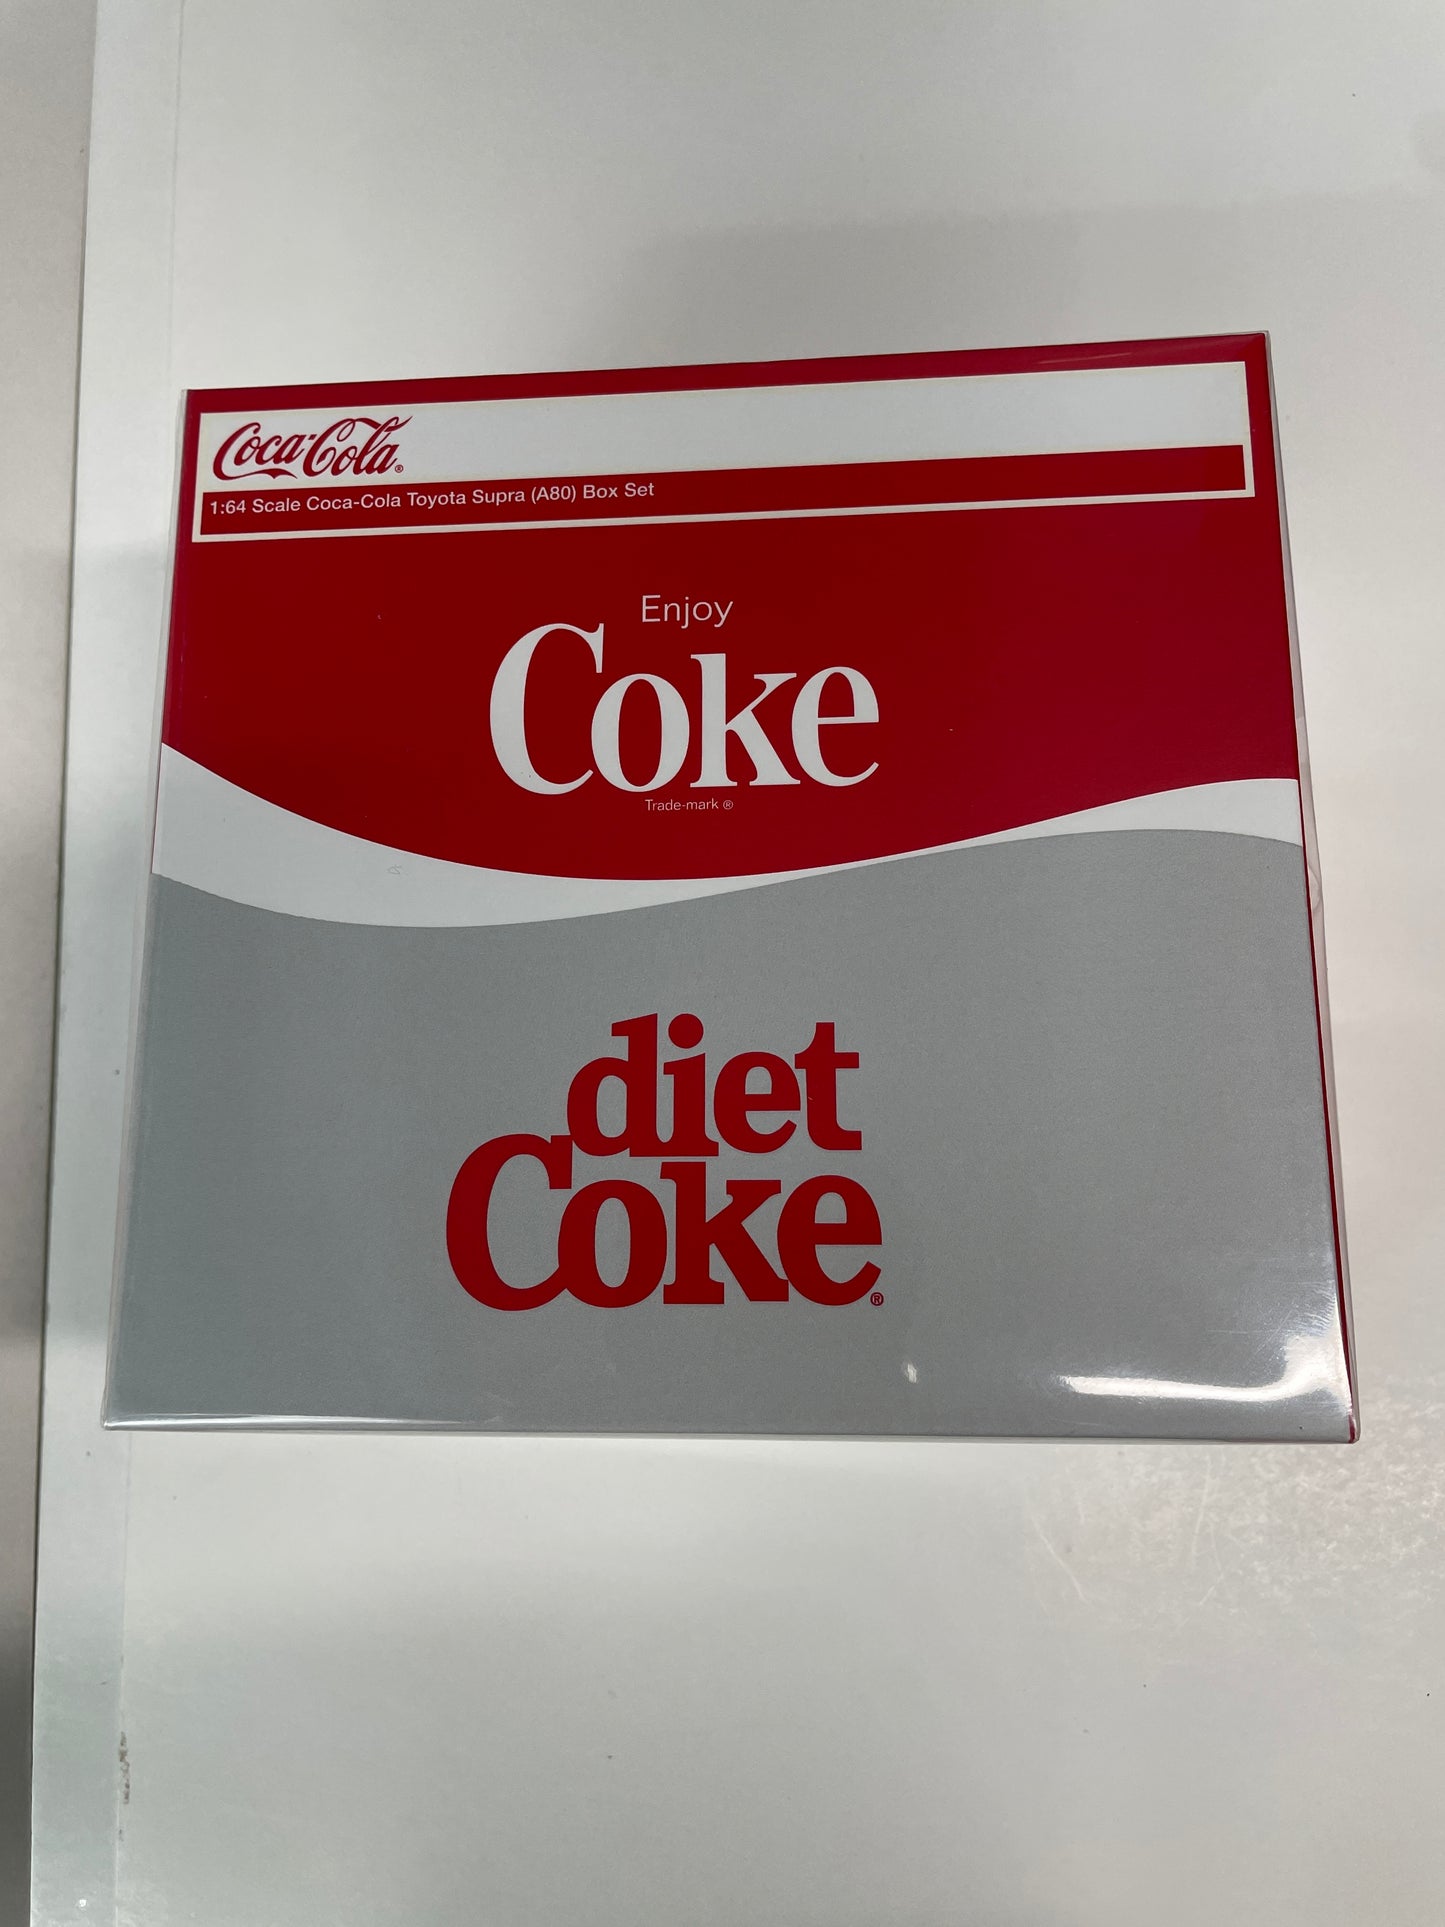 Coca-Cola®
1:64 Scale Coca-Cola Toyota Supra (A80) Box Set
Enjoy
Coke
Trade-mark ®
diet
Coke®